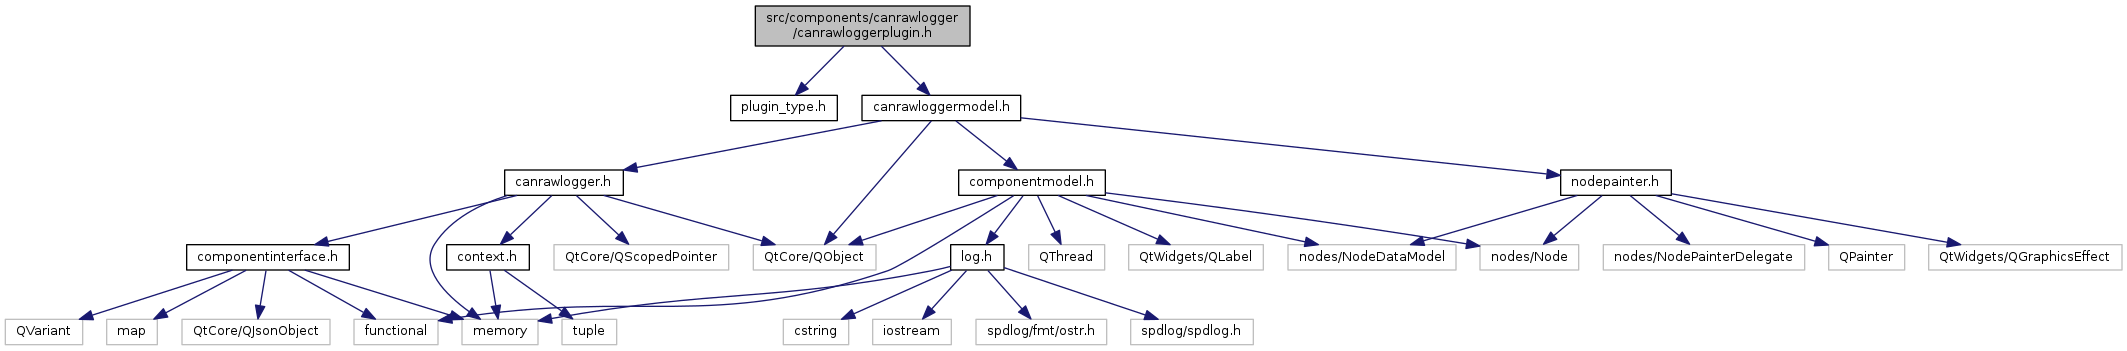 src/components/canrawlogger
/canrawloggerplugin.h
plugin_type.h
canrawloggermodel.h
canrawlogger.h
componentmodel.h
nodepainter.h
componentinterface.h
context.h
QtCore/QScopedPointer
QtCore/QObject
log.h
QThread
QtWidgets/QLabel
nodes/NodeDataModel
nodes/Node
nodes/NodePainterDelegate
QPainter
QtWidgets/QGraphicsEffect
QVariant
map
QtCore/QJsonObject
functional
memory
tuple
cstring
iostream
spdlog/fmt/ostr.h
spdlog/spdlog.h